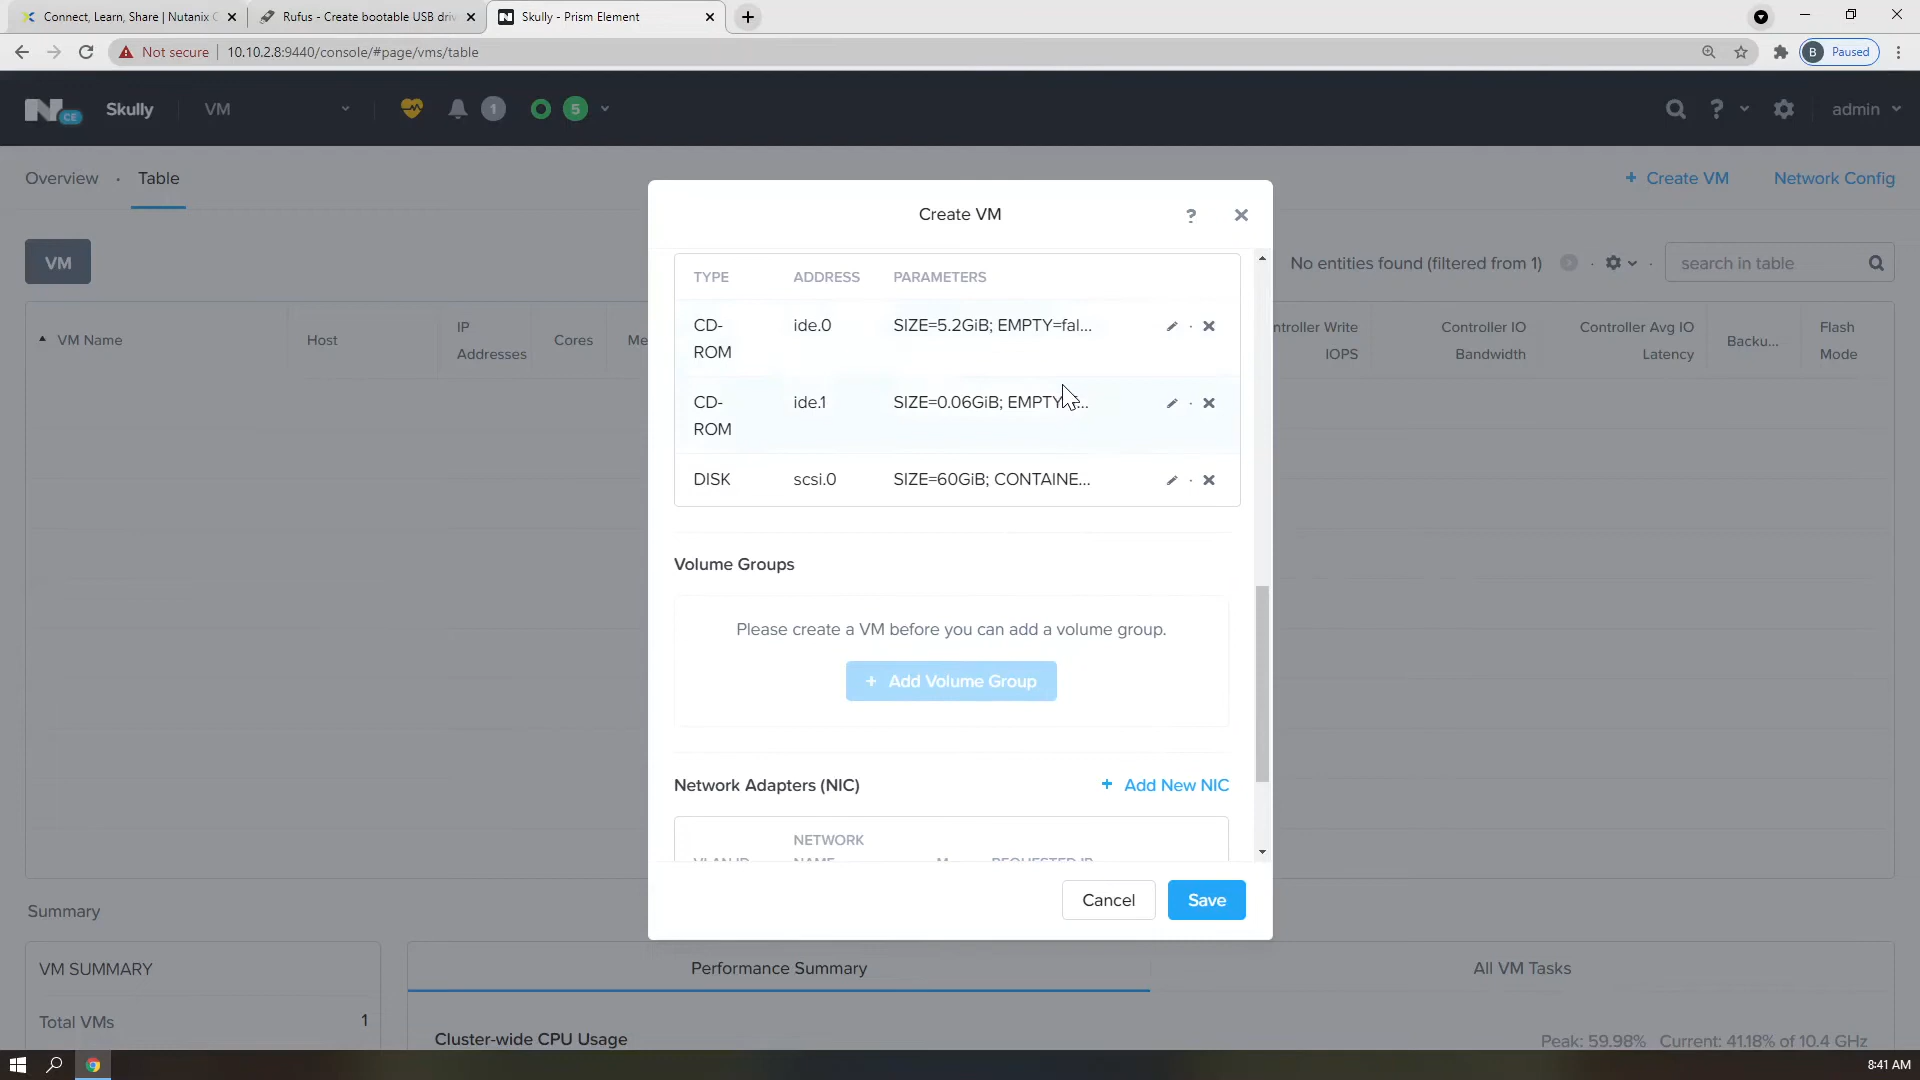 Connect, Learn, Share | Nutanix C
Rufus - Create bootable USB driv
Skully - Prism Element
Not secure
10.10.2.8:9440/console/#page/vms/table
B Paused
N CE
Skully
VM
1
5
?
admin
Overview · Table
+ Create VM
Network Config
Create VM
?
VM
No entities found (filtered from 1)
search in table
VM Name
Host
IP
Addresses
Cores
Me
ntroller Write
IOPS
Controller IO
Bandwidth
Controller Avg IO
Latency
Backu...
Flash
Mode
TYPE ADDRESS PARAMETERS
CD-
ROM
ide.0
SIZE=5.2GiB; EMPTY=fal...
CD-
ROM
ide.1
SIZE=0.06GiB; EMPTY
DISK scsi.0 SIZE=60GiB; CONTAINE...
Volume Groups
Please create a VM before you can add a volume group.
+ Add Volume Group
Network Adapters (NIC)
+ Add New NIC
NETWORK
VLAN ID NAME REQUESTED IP
Cancel
Save
Summary
VM SUMMARY
Performance Summary
All VM Tasks
Total VMs 1
Cluster-wide CPU Usage
Peak: 59.98% Current: 41.18% of 10.4 GHz
8:41 AM